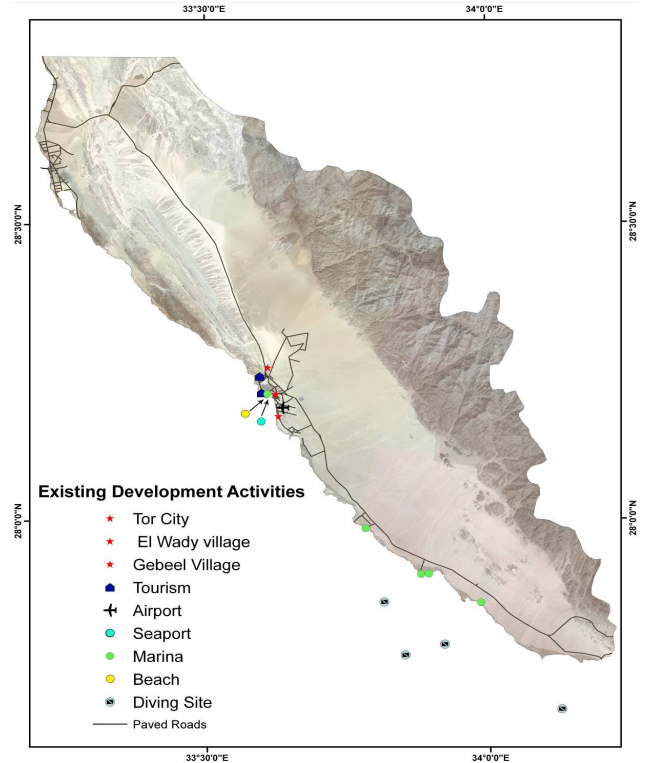 33°30'0"E
34°0'0"E
28°30'0"N
28°30'0"N
28°0'0"N
28°0'0"N
Existing Development Activities
Tor City
El Wady village
Gebeel Village
Tourism
Airport
Seaport
Marina
Beach
Diving Site
Paved Roads
33°30'0"E
34°0'0"E